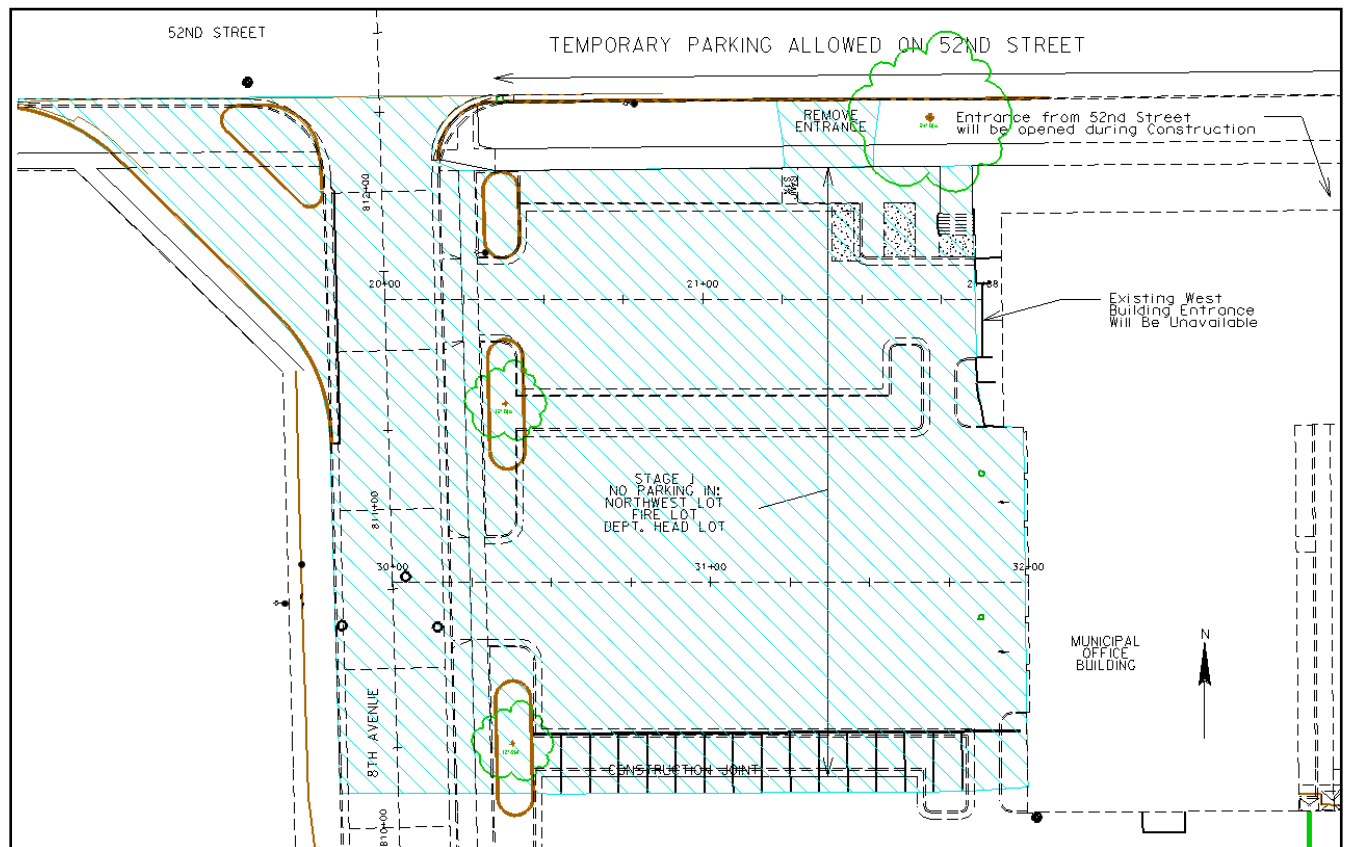 52ND STREET
TEMPORARY PARKING ALLOWED ON 52ND STREET
REMOVE
ENTRANCE
Entrance from 52nd Street
will be opened during Construction
812+00
20+00
21+00
Existing West
Building Entrance
Will Be Unavailable
STAGE 1
NO PARKING IN:
NORTHWEST LOT
FIRE LOT
DEPT. HEAD LOT
811+00
30+00
31+00
32+00
MUNICIPAL
OFFICE
BUILDING
N
8TH AVENUE
CONSTRUCTION JOINT
810+00